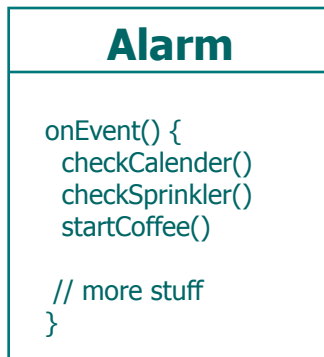 Alarm
onEvent() {
checkCalender()
checkSprinkler()
startCoffee()
// more stuff
}